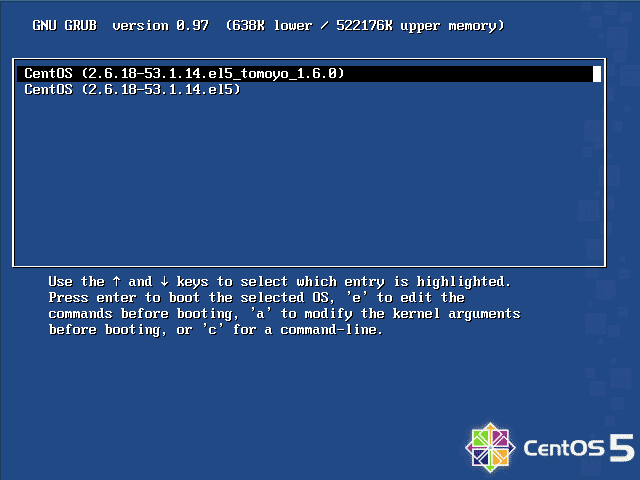 GNU GRUB  version 0.97  (638K lower / 522176K upper memory)
CentOS (2.6.18-53.1.14.el5_tomoyo_1.6.0)
CentOS (2.6.18-53.1.14.el5)
Use the ↑ and ↓ keys to select which entry is highlighted.
Press enter to boot the selected OS, 'e' to edit the
commands before booting, 'a' to modify the kernel arguments
before booting, or 'c' for a command-line.
CentOS 5